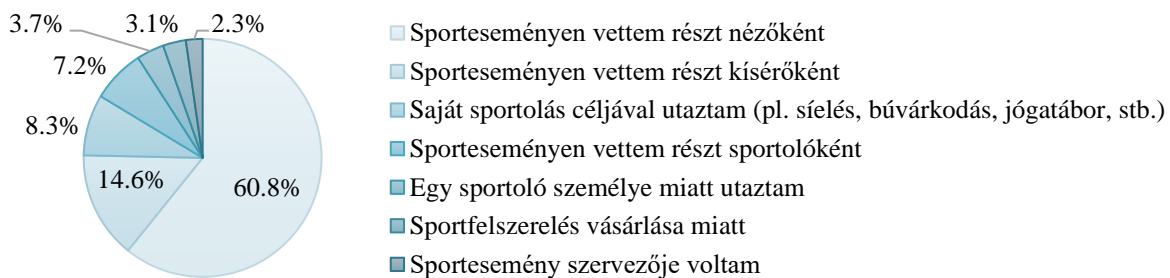 3.7%
3.1%
2.3%
7.2%
8.3%
14.6%
60.8%
Sporteseményen vettem részt nézőként
Sporteseményen vettem részt kísérőként
Saját sportolás céljával utaztam (pl. síelés, búvárkodás, jógatábor, stb.)
Sporteseményen vettem részt sportolóként
Egy sportoló személye miatt utaztam
Sportfelszerelés vásárlása miatt
Sportesemény szervezője voltam